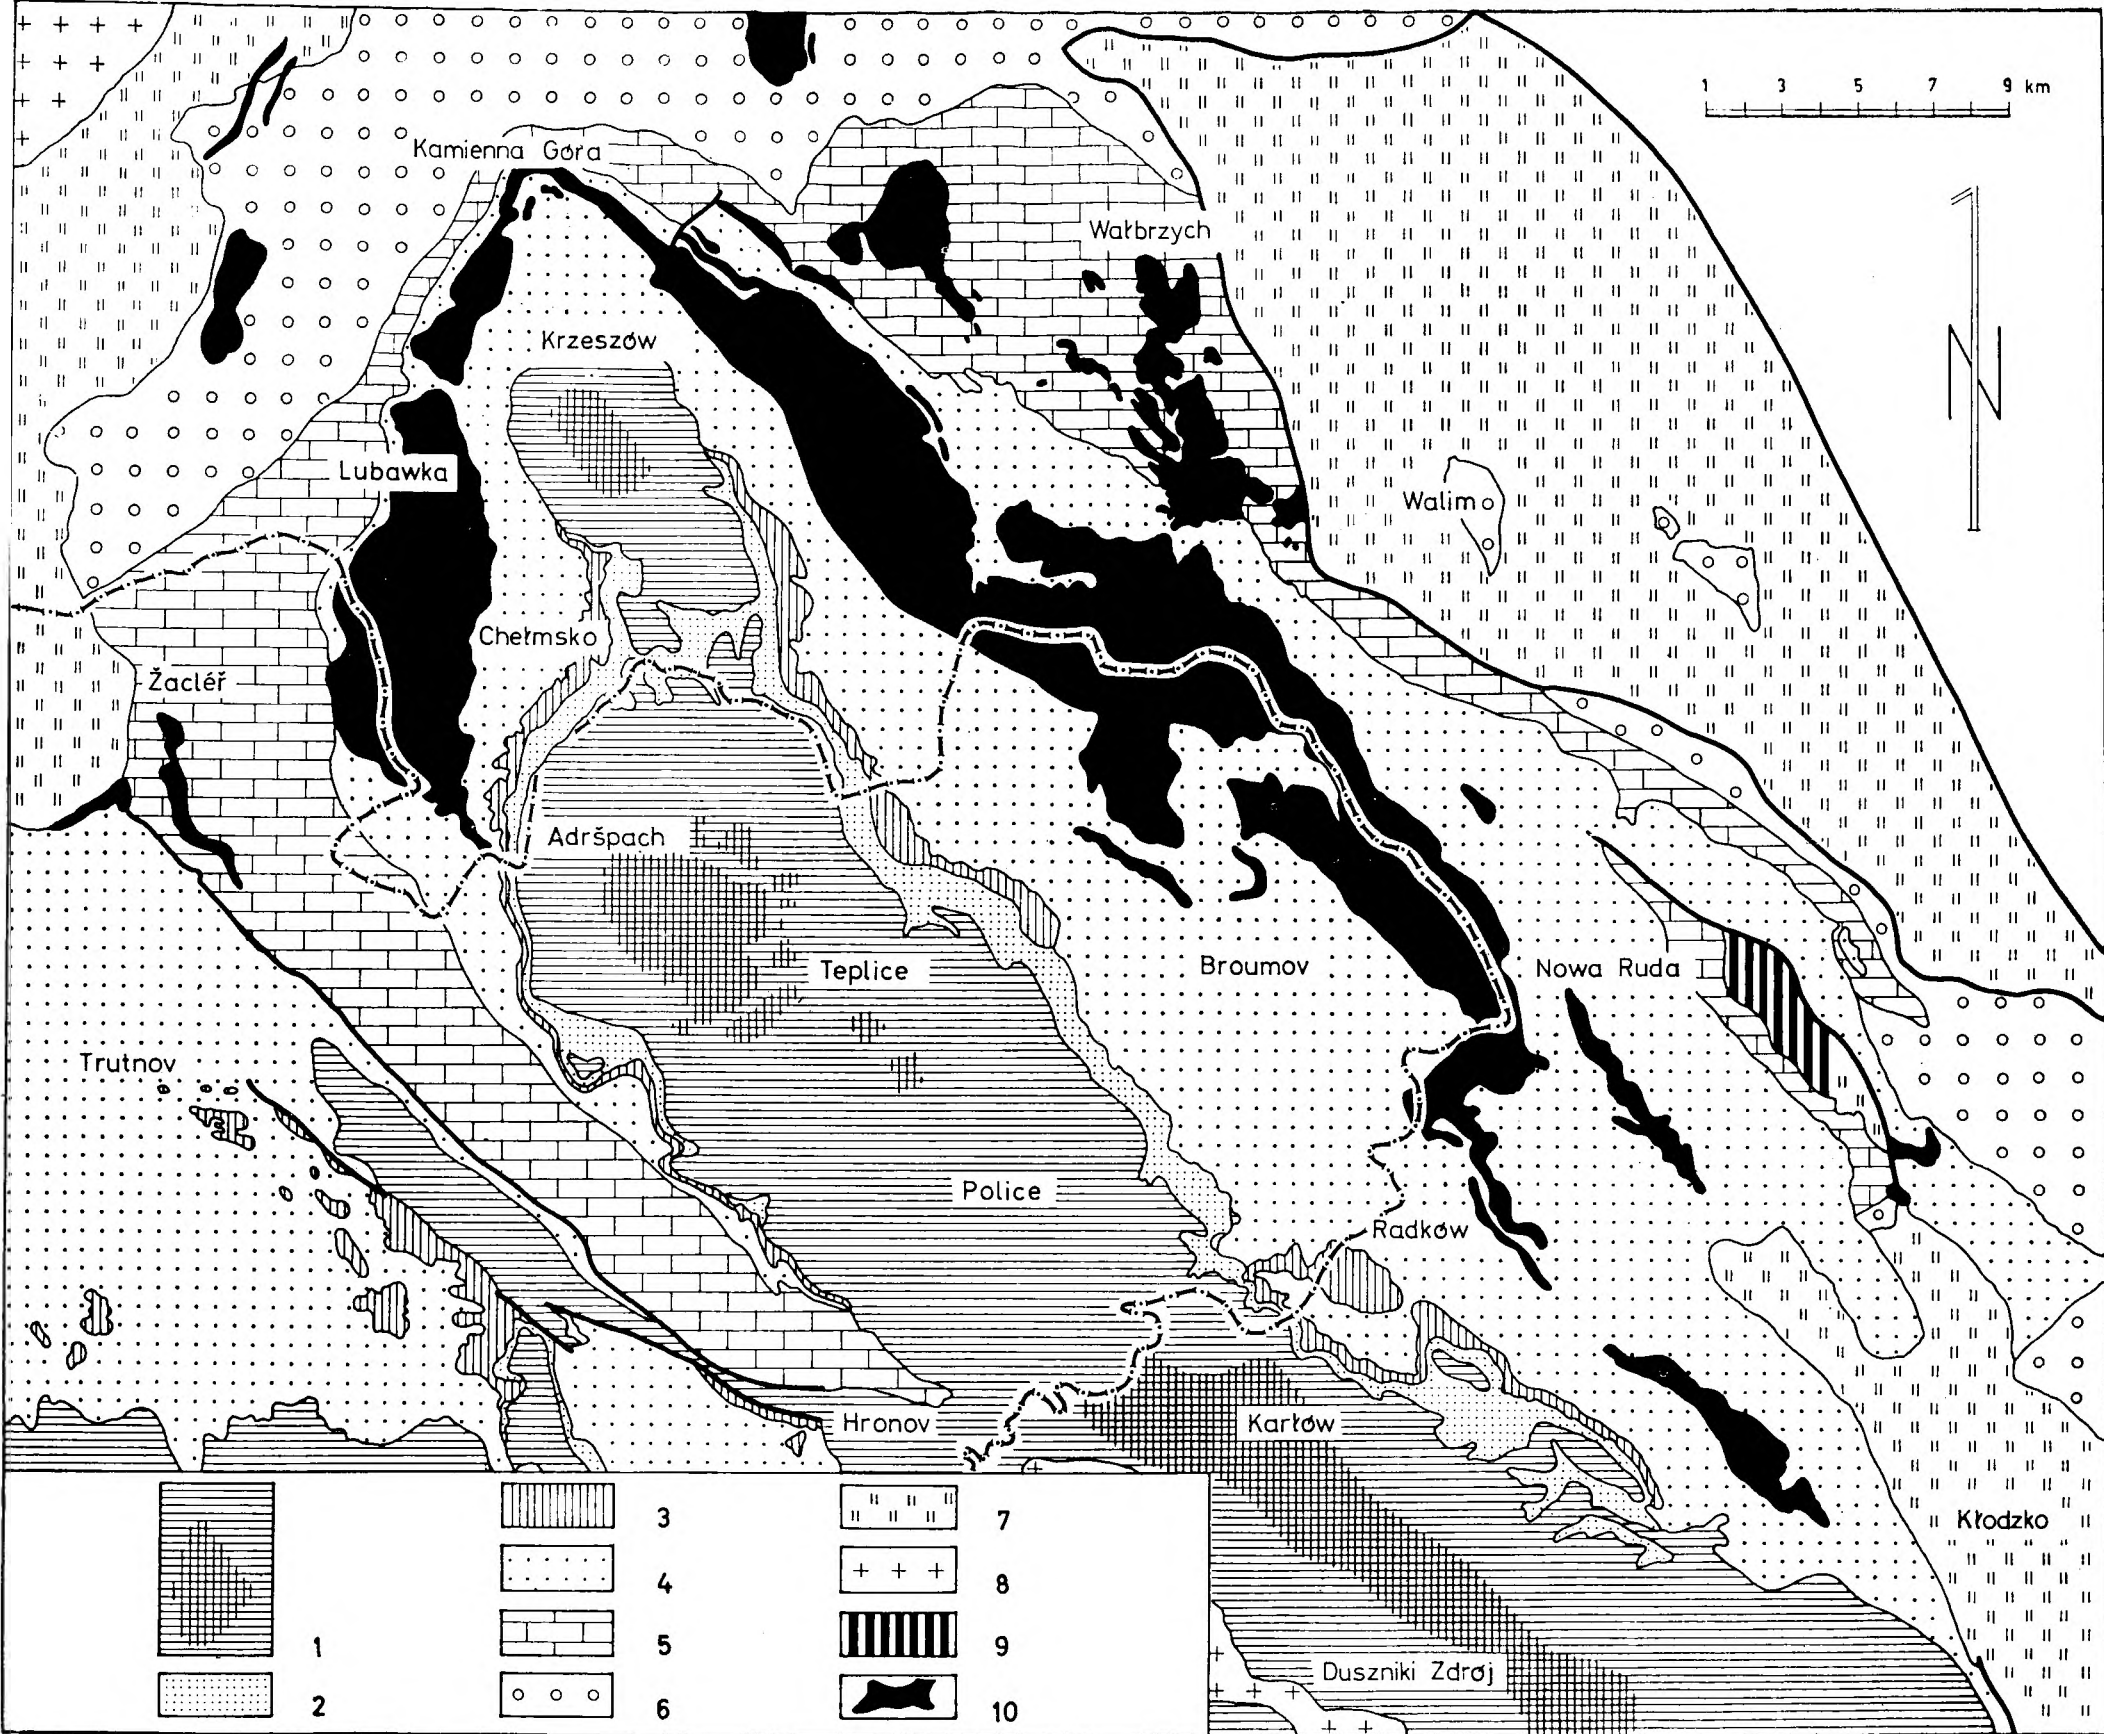 1 3 5 7 9 km
Kamienna Góra
Wałbrzych
N
Krzeszów
Lubawka
Walim
Chełmsko
Žacléř
Adršpach
Teplice
Broumov
Nowa Ruda
Trutnov
Police
Radków
Hronov
Karłów
Kłodzko
Duszniki Zdrój
1
2
3
4
5
6
7
8
9
10